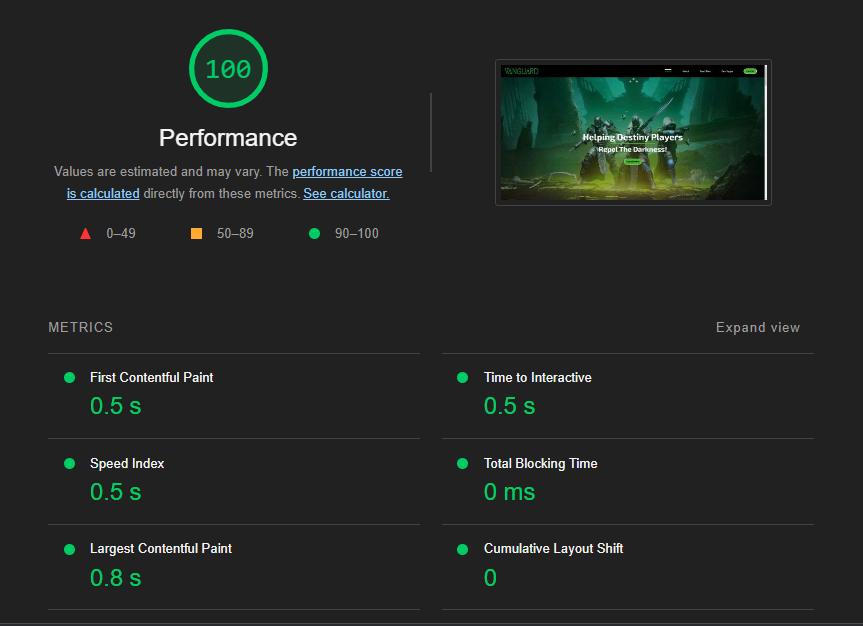 100
Performance
Values are estimated and may vary. The performance score
is calculated directly from these metrics. See calculator.
0–49
50–89
90–100
VANGUARD
Helping Destiny Players
Repel The Darkness!
METRICS
Expand view
First Contentful Paint
0.5 s
Time to Interactive
0.5 s
Speed Index
0.5 s
Total Blocking Time
0 ms
Largest Contentful Paint
0.8 s
Cumulative Layout Shift
0